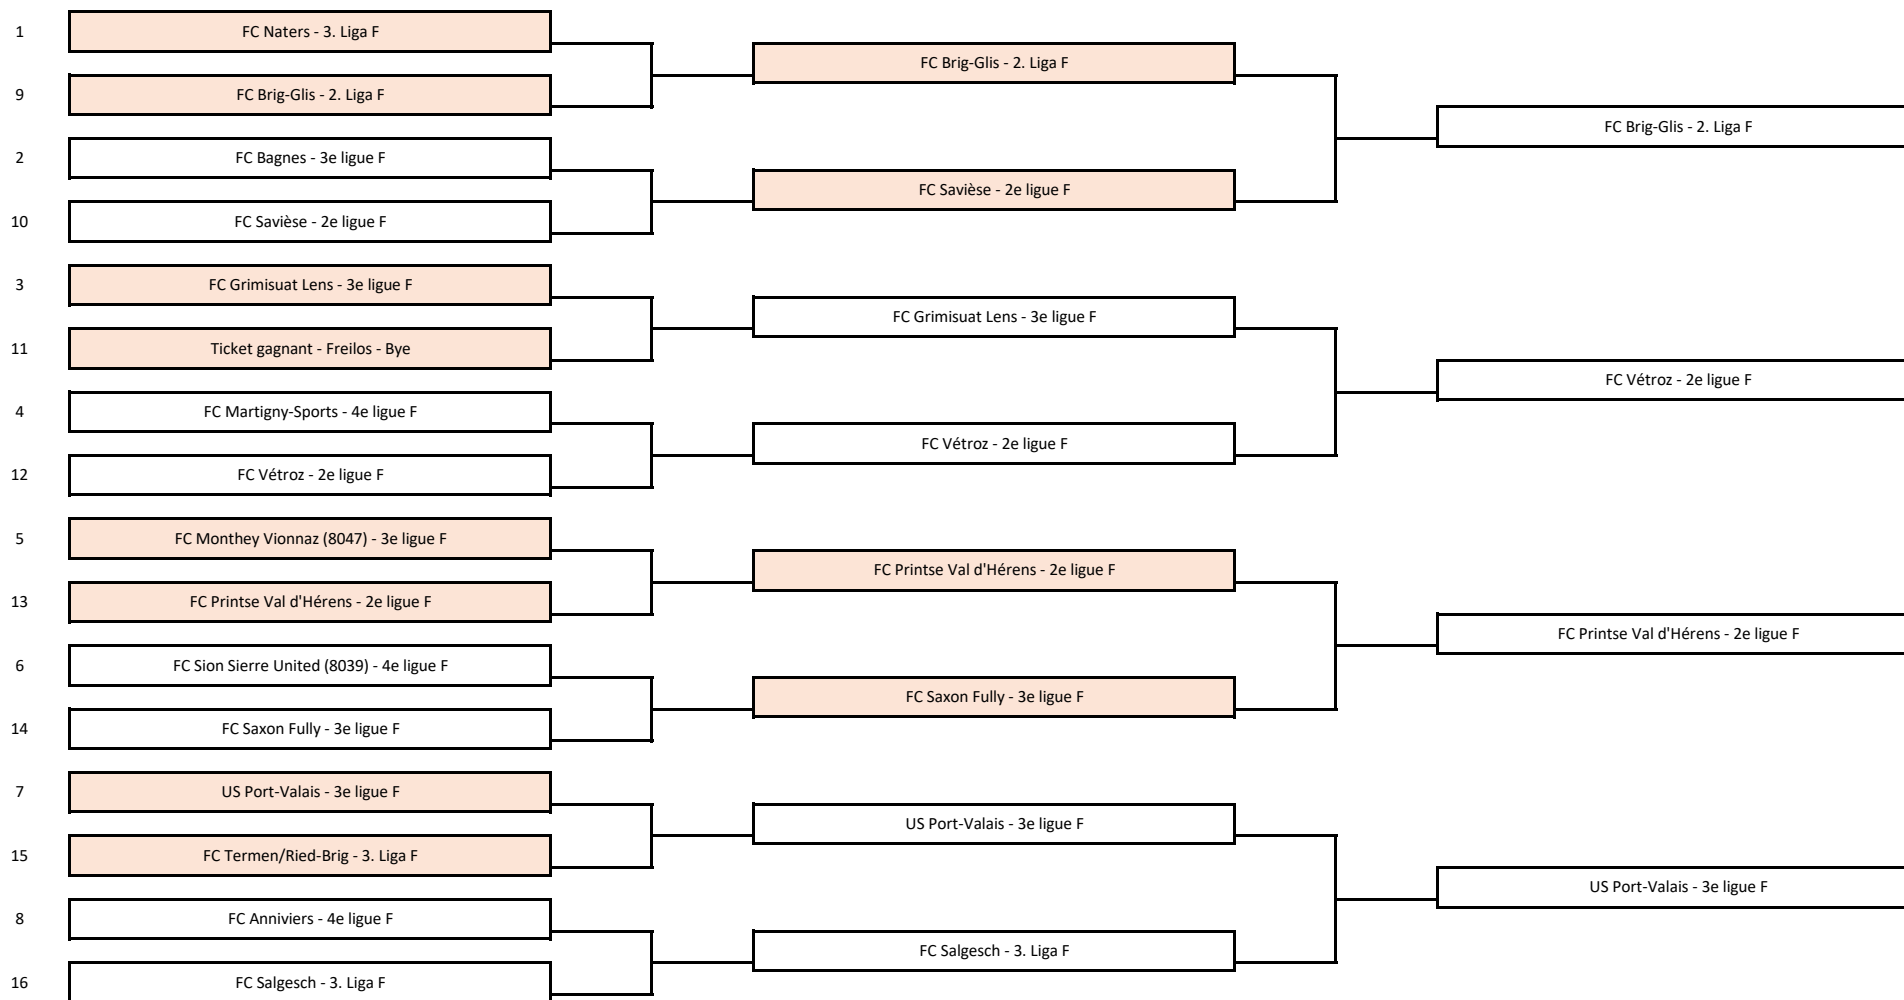 1
FC Naters - 3. Liga F
9
FC Brig-Glis - 2. Liga F
2
FC Bagnes - 3e ligue F
10
FC Savièse - 2e ligue F
3
FC Grimisuat Lens - 3e ligue F
11
Ticket gagnant - Freilos - Bye
4
FC Martigny-Sports - 4e ligue F
12
FC Vétroz - 2e ligue F
5
FC Monthey Vionnaz (8047) - 3e ligue F
13
FC Printse Val d'Hérens - 2e ligue F
6
FC Sion Sierre United (8039) - 4e ligue F
14
FC Saxon Fully - 3e ligue F
7
US Port-Valais - 3e ligue F
15
FC Termen/Ried-Brig - 3. Liga F
8
FC Anniviers - 4e ligue F
16
FC Salgesch - 3. Liga F
FC Brig-Glis - 2. Liga F
FC Savièse - 2e ligue F
FC Grimisuat Lens - 3e ligue F
FC Vétroz - 2e ligue F
FC Printse Val d'Hérens - 2e ligue F
FC Saxon Fully - 3e ligue F
US Port-Valais - 3e ligue F
FC Salgesch - 3. Liga F
FC Brig-Glis - 2. Liga F
FC Vétroz - 2e ligue F
FC Printse Val d'Hérens - 2e ligue F
US Port-Valais - 3e ligue F